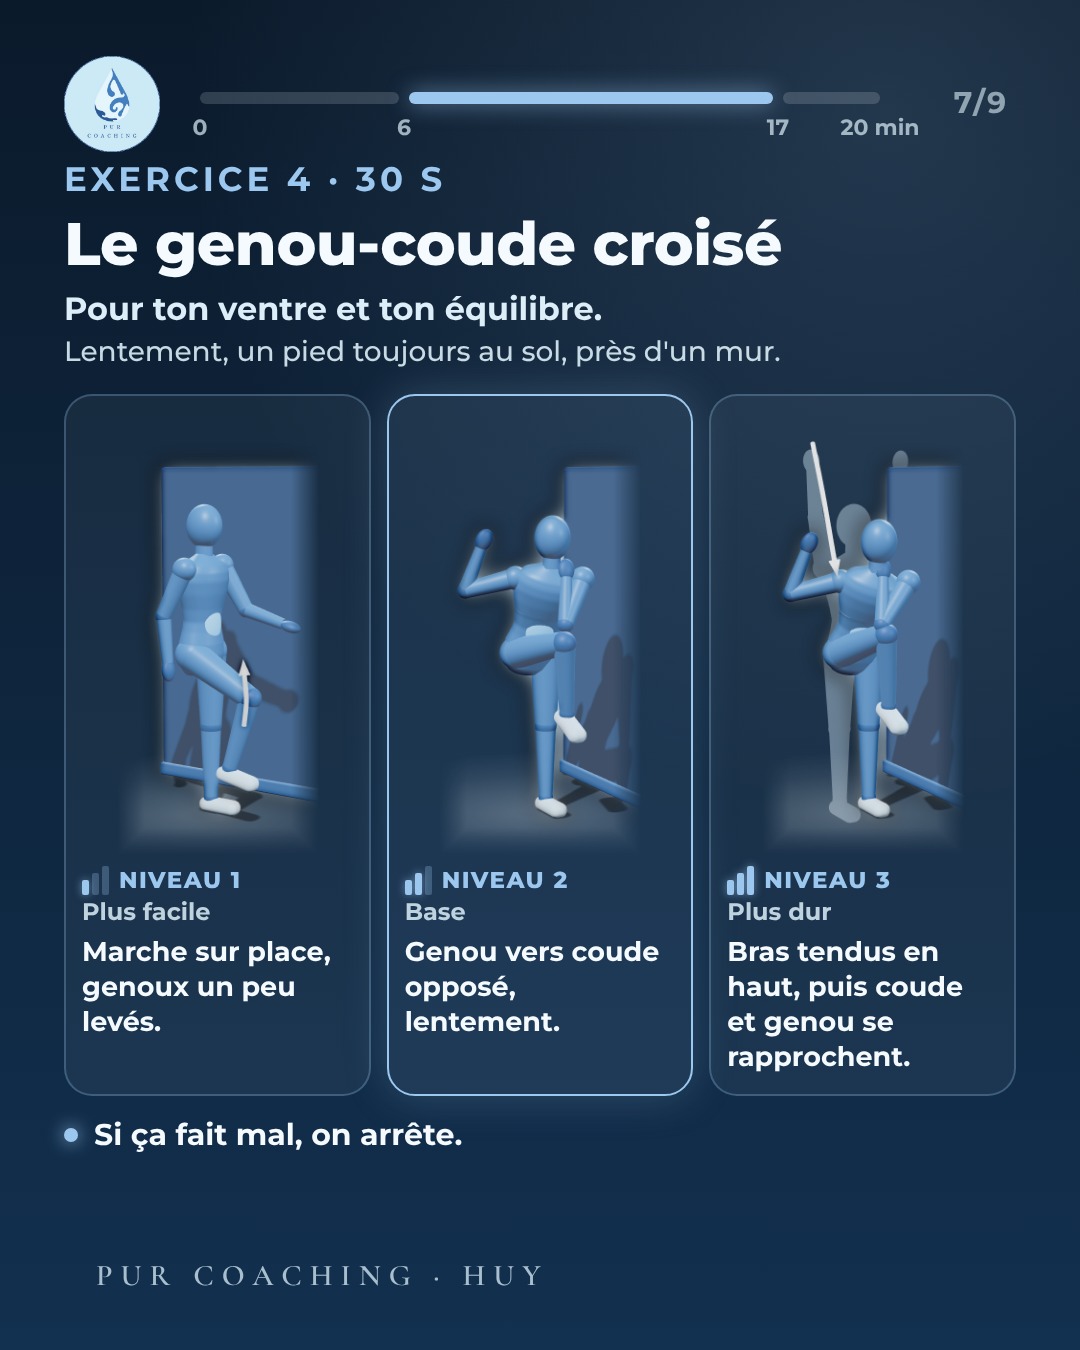 PUR
COACHING
0
6
17
20 min
7/9
EXERCICE 4 · 30 S
Le genou-coude croisé
Pour ton ventre et ton équilibre.
Lentement, un pied toujours au sol, près d'un mur.
NIVEAU 1
Plus facile
Marche sur place,
genoux un peu
levés.
NIVEAU 2
Base
Genou vers coude
opposé,
lentement.
NIVEAU 3
Plus dur
Bras tendus en
haut, puis coude
et genou se
rapprochent.
Si ça fait mal, on arrête.
PUR COACHING · HUY